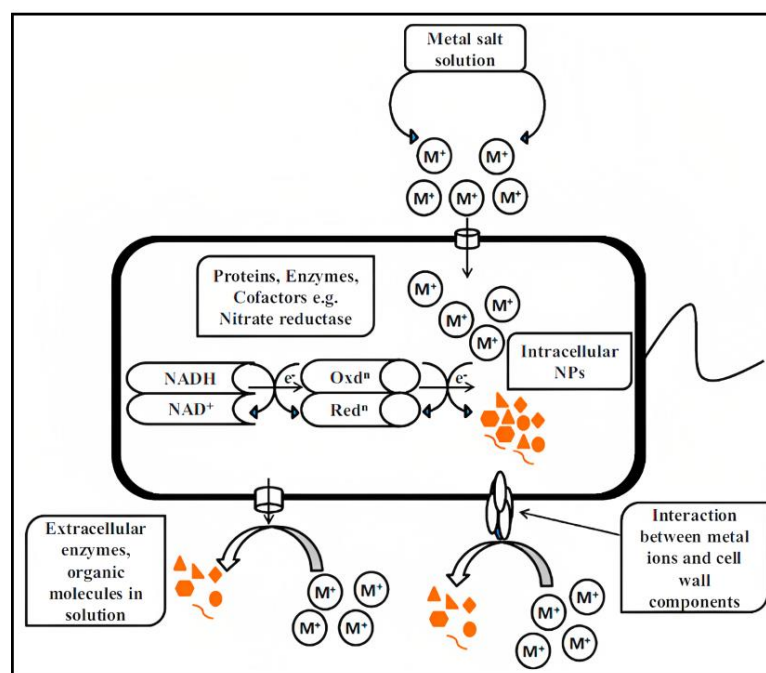 Metal salt
solution
M⁺
M⁺
M⁺
M⁺
M⁺
Proteins, Enzymes,
Cofactors e.g.
Nitrate reductase
M⁺
M⁺
M⁺
M⁺
Intracellular
NPs
NADH
NAD⁺
e⁻
Oxdⁿ
Redⁿ
e⁻
Extracellular
enzymes,
organic
molecules in
solution
M⁺
M⁺
M⁺
M⁺
M⁺
M⁺
M⁺
M⁺
Interaction
between metal
ions and cell
wall
components